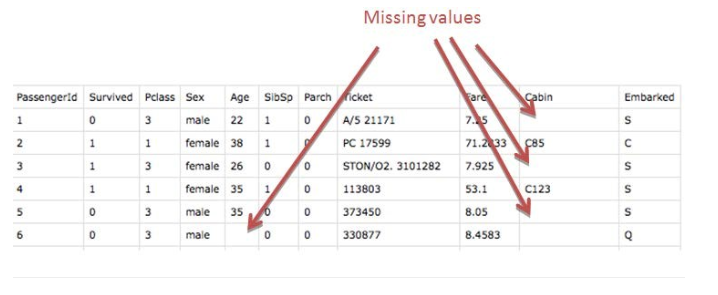 Missing values
PassengerId Survived Pclass Sex Age SibSp Parch Ticket Fare Cabin Embarked
1 0 3 male 22 1 0 A/5 21171 7.25 S
2 1 1 female 38 1 0 PC 17599 71.2833 C85 C
3 1 3 female 26 0 0 STON/O2. 3101282 7.925 S
4 1 1 female 35 1 0 113803 53.1 C123 S
5 0 3 male 35 0 0 373450 8.05 S
6 0 3 male 0 0 330877 8.4583 Q